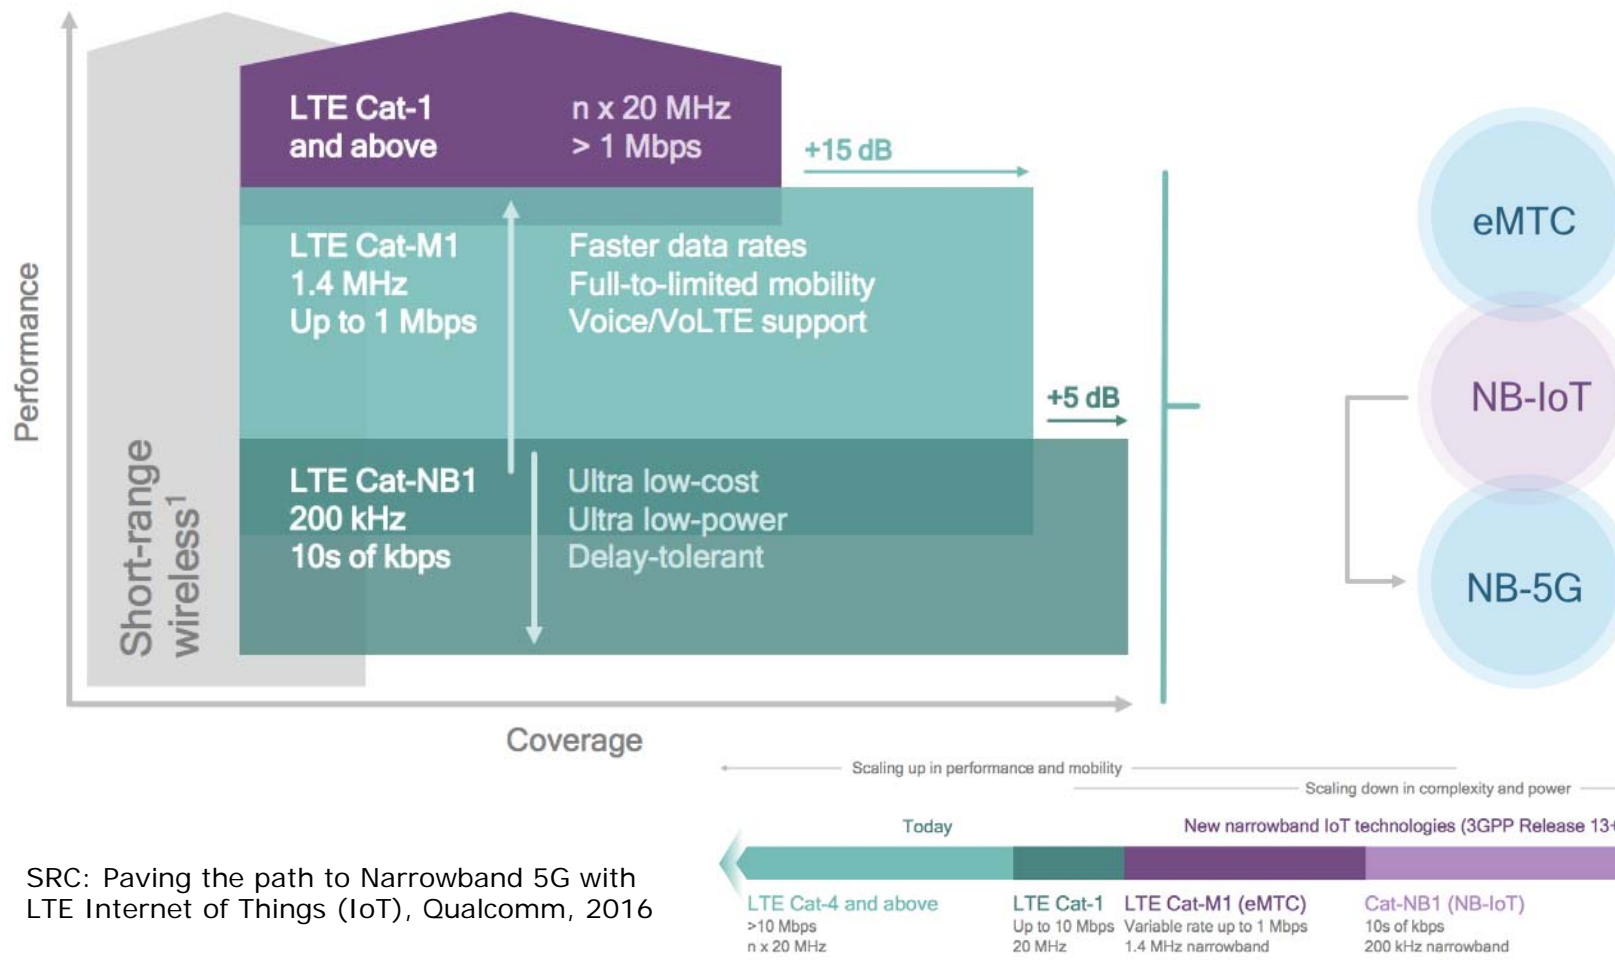 LTE Cat-1
and above
n x 20 MHz
> 1 Mbps
+15 dB
LTE Cat-M1
1.4 MHz
Up to 1 Mbps
Faster data rates
Full-to-limited mobility
Voice/VoLTE support
+5 dB
LTE Cat-NB1
200 kHz
10s of kbps
Ultra low-cost
Ultra low-power
Delay-tolerant
Short-range
wireless¹
Performance
Coverage
eMTC
NB-IoT
NB-5G
Scaling up in performance and mobility
Scaling down in complexity and power
Today
New narrowband IoT technologies (3GPP Release 13+
LTE Cat-4 and above
>10 Mbps
n x 20 MHz
LTE Cat-1
Up to 10 Mbps
20 MHz
LTE Cat-M1 (eMTC)
Variable rate up to 1 Mbps
1.4 MHz narrowband
Cat-NB1 (NB-IoT)
10s of kbps
200 kHz narrowband
SRC: Paving the path to Narrowband 5G with
LTE Internet of Things (IoT), Qualcomm, 2016